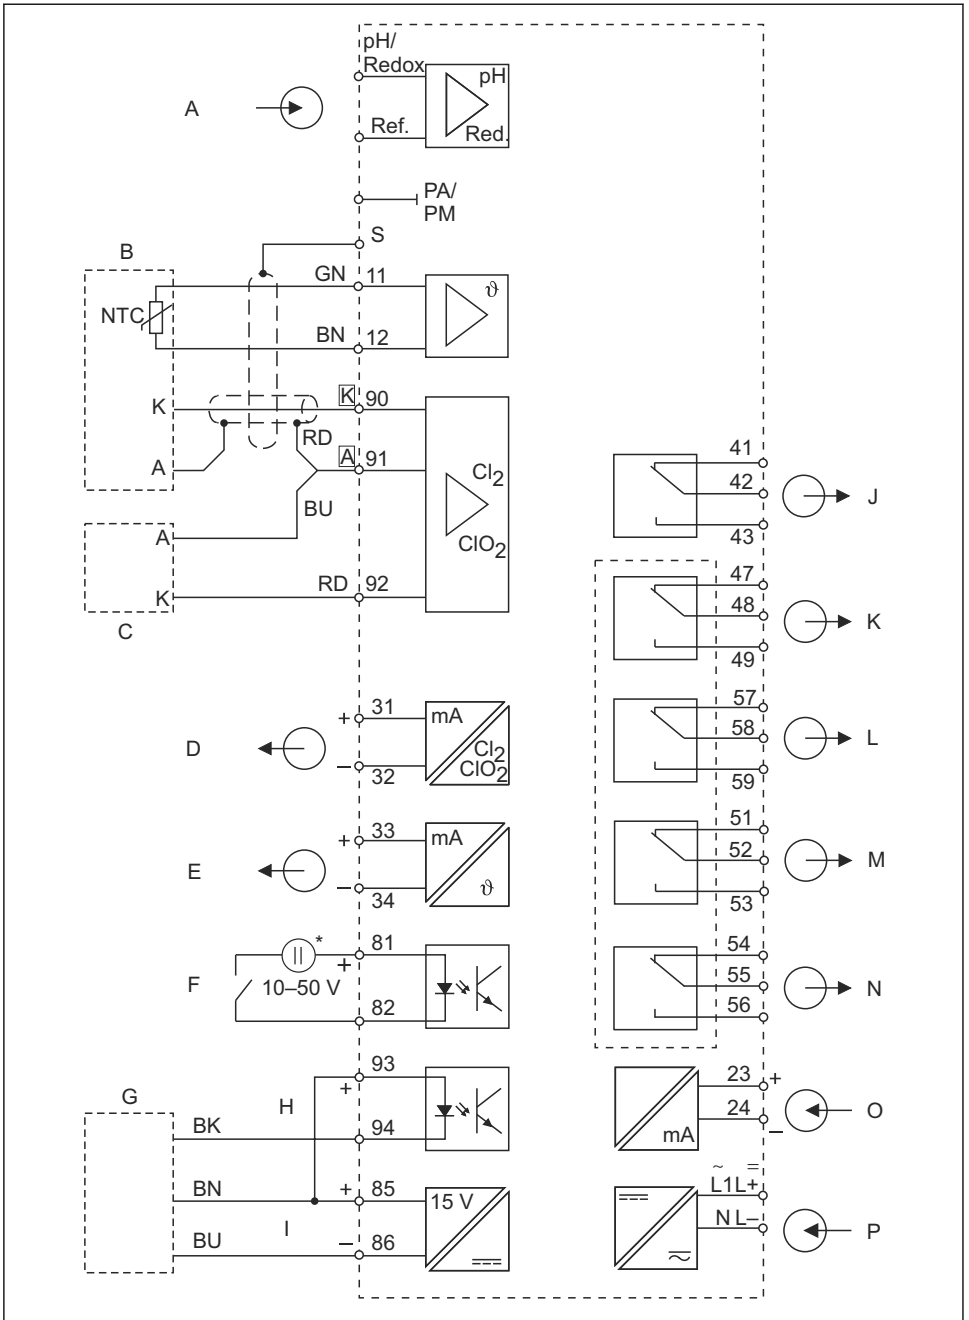 pH/
Redox
pH
A
Ref.
Red.
PA/
PM
S
B
GN
11
ϑ
NTC
BN
12
K
K
90
RD
A
A
91
Cl2
BU
ClO2
A
K
RD
92
C
41
42
J
43
47
48
K
49
31
+
mA
D
Cl2
ClO2
–
32
57
58
L
59
33
+
mA
E
ϑ
–
34
51
52
M
53
81
*
+
F
10–50 V
82
54
55
N
56
93
+
G
H
BK
94
23
+
24
O
mA
–
BN
+
85
15 V
I
BU
–
86
~ =
L1L+
N L–
P